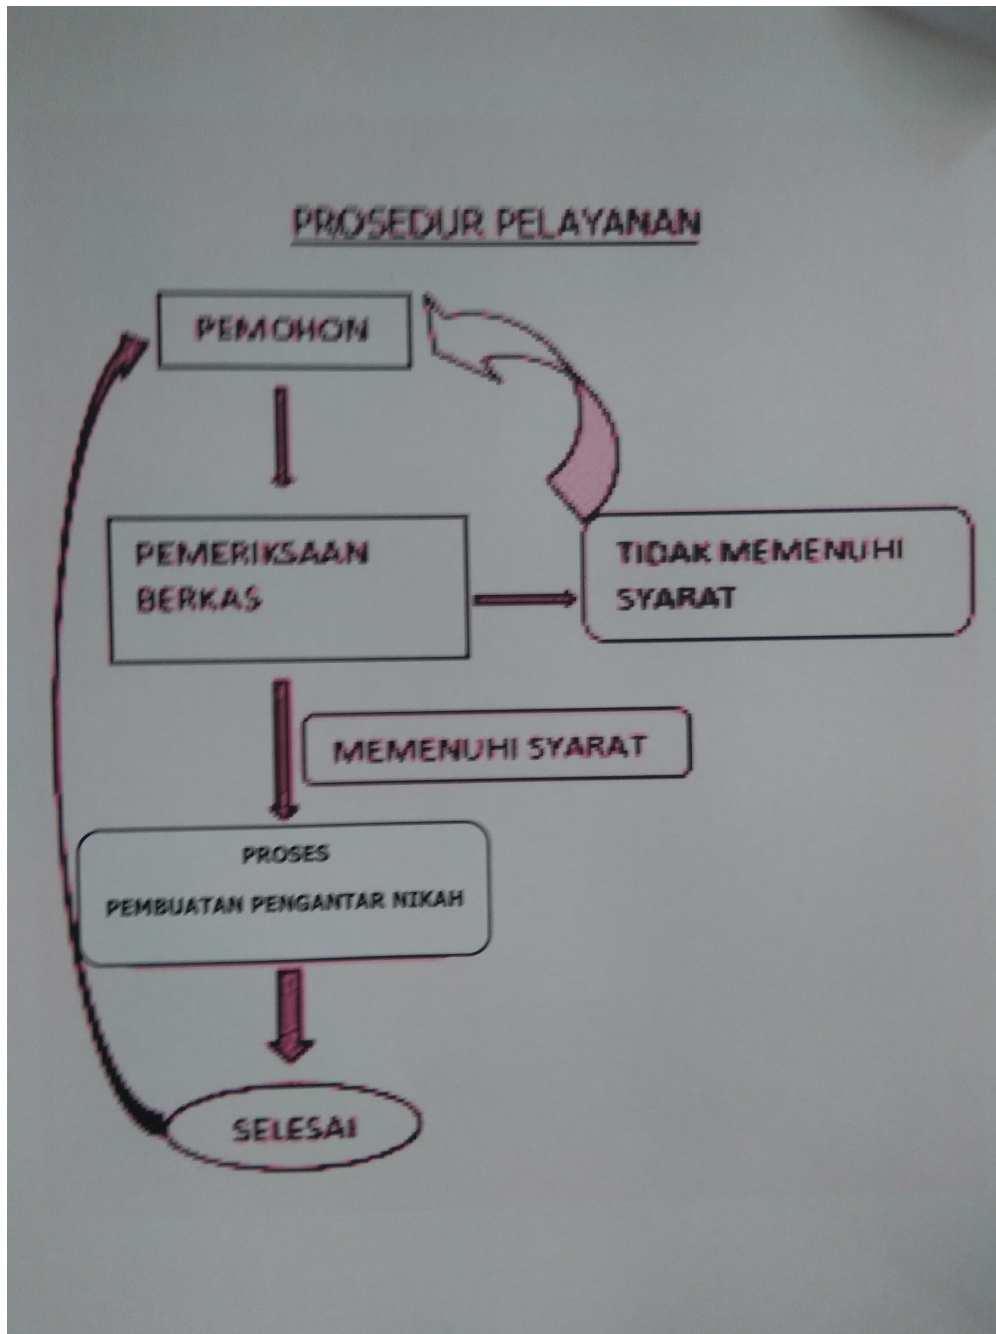 PROSEDUR PELAYANAN
PEMOHON
PEMERIKSAAN
BERKAS
TIDAK MEMENUHI
SYARAT
MEMENUHI SYARAT
PROSES
PEMBUATAN PENGANTAR NIKAH
SELESAI